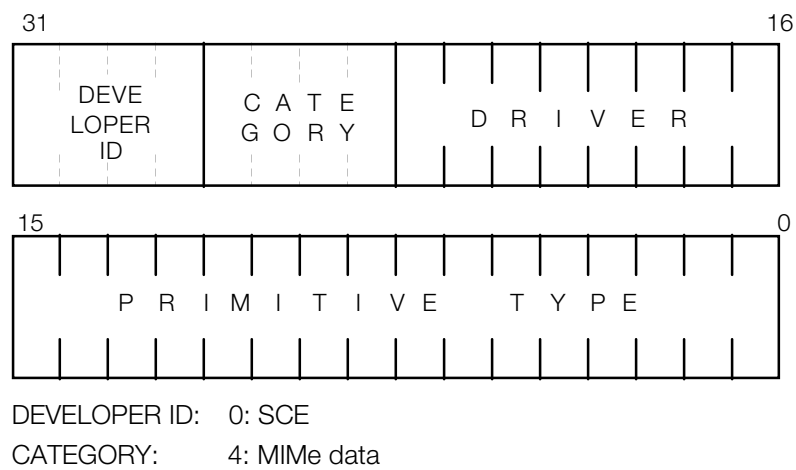 31 16
DEVE
LOPER
ID
C A T E
G O R Y
D R I V E R
15 0
P R I M I T I V E T Y P E
DEVELOPER ID: 0: SCE
CATEGORY: 4: MIMe data